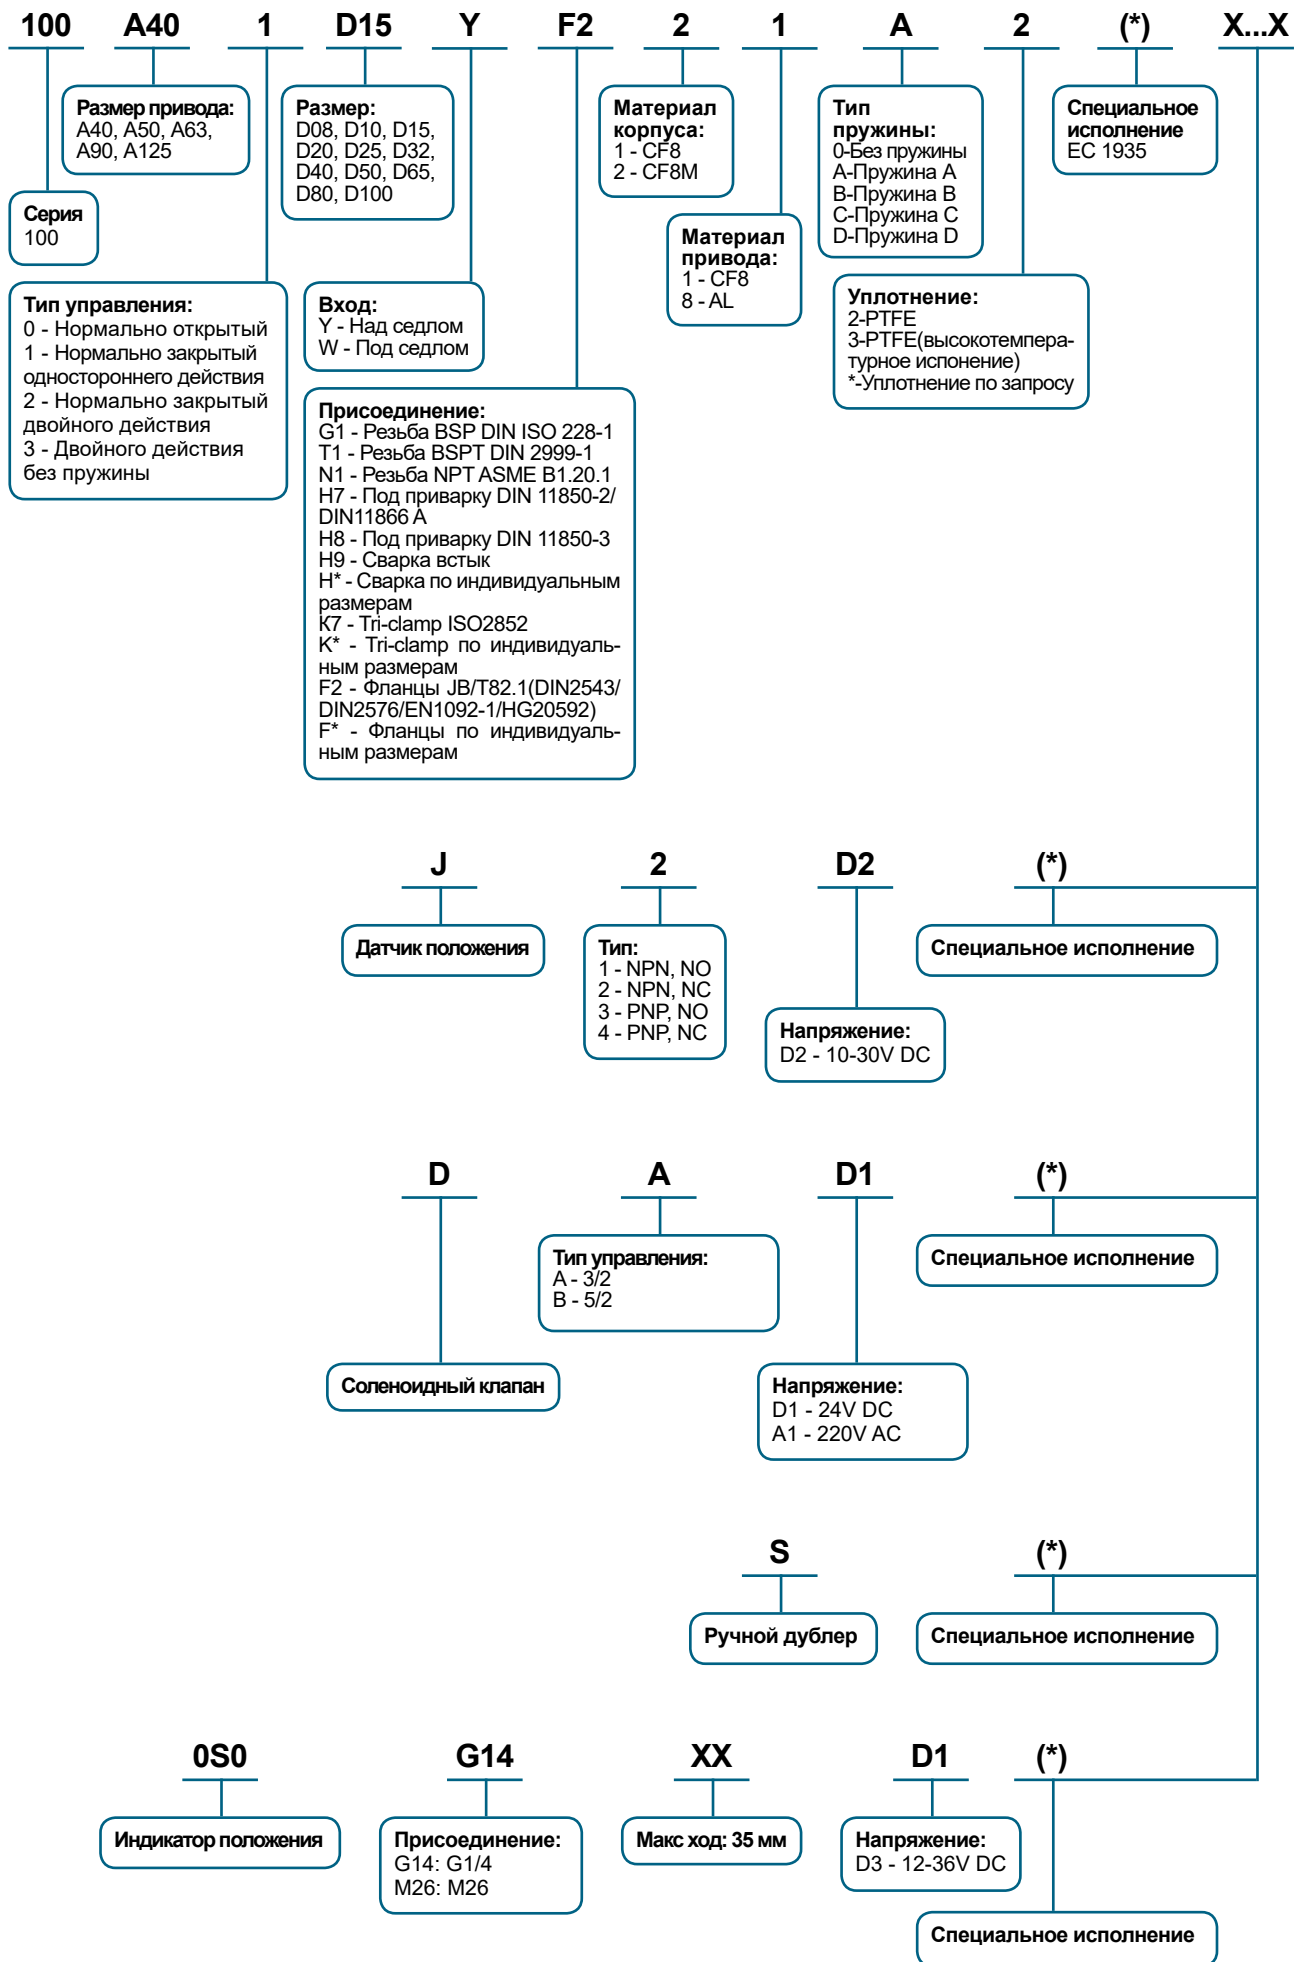 100 A40 1 D15 Y F2 2 1 A 2 (*) X...X
Размер привода:
A40, A50, A63,
A90, A125
Размер:
D08, D10, D15,
D20, D25, D32,
D40, D50, D65,
D80, D100
Материал
корпуса:
1 - CF8
2 - CF8M
Тип
пружины:
0-Без пружины
A-Пружина A
B-Пружина B
C-Пружина C
D-Пружина D
Специальное
исполнение
EC 1935
Серия
100
Материал
привода:
1 - CF8
8 - AL
Тип управления:
0 - Нормально открытый
1 - Нормально закрытый
одностороннего действия
2 - Нормально закрытый
двойного действия
3 - Двойного действия
без пружины
Вход:
Y - Над седлом
W - Под седлом
Уплотнение:
2-PTFE
3-PTFE(высокотемпера-
турное испонение)
*-Уплотнение по запросу
Присоединение:
G1 - Резьба BSP DIN ISO 228-1
T1 - Резьба BSPT DIN 2999-1
N1 - Резьба NPT ASME B1.20.1
H7 - Под приварку DIN 11850-2/
DIN11866 A
H8 - Под приварку DIN 11850-3
H9 - Сварка встык
H* - Сварка по индивидуальным
размерам
K7 - Tri-clamp ISO2852
K* - Tri-clamp по индивидуаль-
ным размерам
F2 - Фланцы JB/T82.1(DIN2543/
DIN2576/EN1092-1/HG20592)
F* - Фланцы по индивидуаль-
ным размерам
J 2 D2 (*)
Датчик положения
Тип:
1 - NPN, NO
2 - NPN, NC
3 - PNP, NO
4 - PNP, NC
Специальное исполнение
Напряжение:
D2 - 10-30V DC
D A D1 (*)
Тип управления:
A - 3/2
B - 5/2
Специальное исполнение
Соленоидный клапан
Напряжение:
D1 - 24V DC
A1 - 220V AC
S (*)
Ручной дублер
Специальное исполнение
0S0 G14 XX D1 (*)
Индикатор положения
Присоединение:
G14: G1/4
M26: M26
Макс ход: 35 мм
Напряжение:
D3 - 12-36V DC
Специальное исполнение